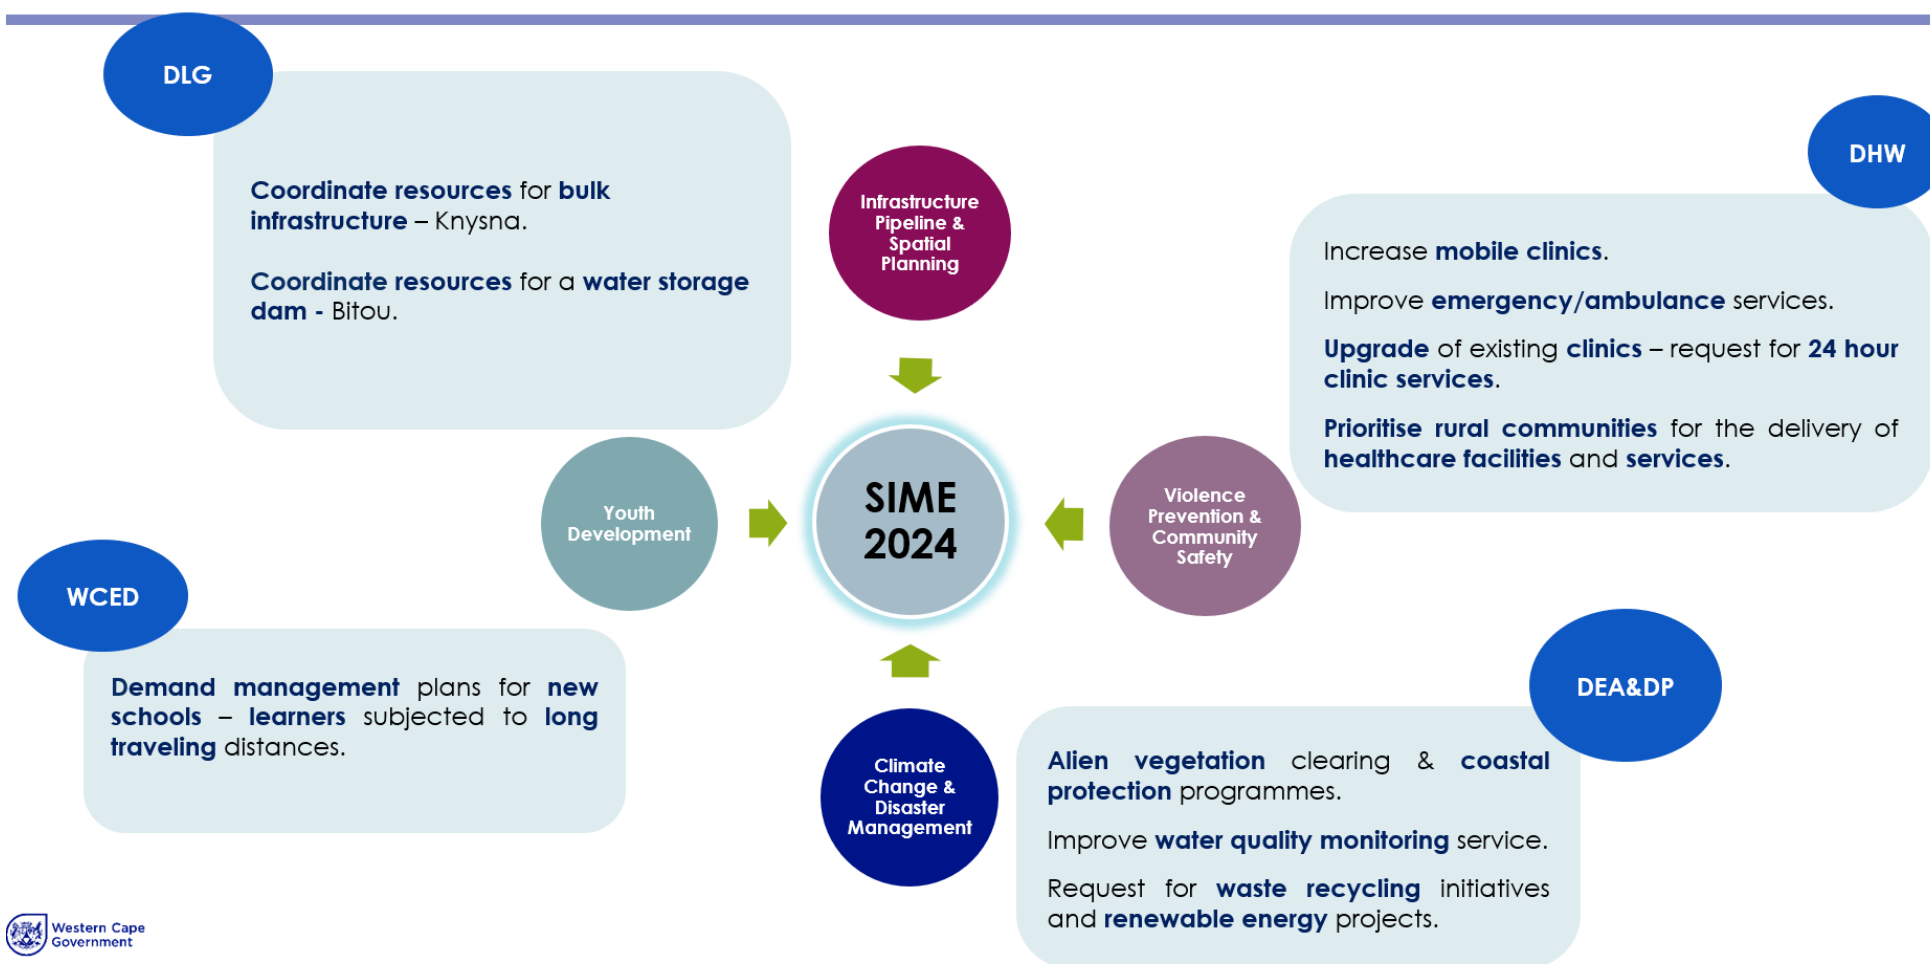 DLG
Coordinate resources for bulk
infrastructure – Knysna.
Coordinate resources for a water storage
dam - Bitou.
Infrastructure
Pipeline &
Spatial
Planning
DHW
Increase mobile clinics.
Improve emergency/ambulance services.
Upgrade of existing clinics – request for 24 hour
clinic services.
Prioritise rural communities for the delivery of
healthcare facilities and services.
Youth
Development
SIME
2024
Violence
Prevention &
Community
Safety
WCED
Demand management plans for new
schools – learners subjected to long
traveling distances.
Climate
Change &
Disaster
Management
DEA&DP
Alien vegetation clearing & coastal
protection programmes.
Improve water quality monitoring service.
Request for waste recycling initiatives
and renewable energy projects.
Western Cape
Government